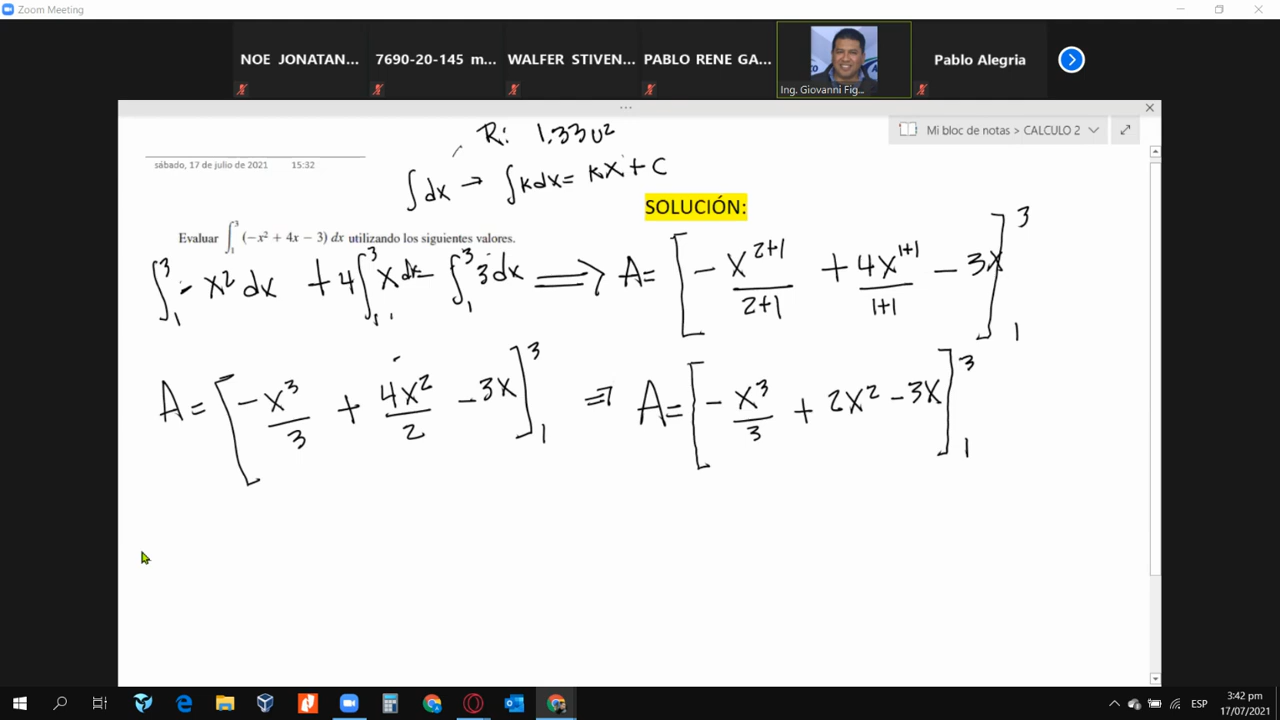 Zoom Meeting
NOE JONATAN...
7690-20-145 m...
WALFER STIVEN...
PABLO RENE GA...
Ing. Giovanni Fig...
Pablo Alegria
Mi bloc de notas > CALCULO 2
R: 1.33 u²
sábado, 17 de julio de 2021 15:32
∫dx → ∫kdx = kx + C
SOLUCIÓN:
Evaluar ∫₁³ (−x² + 4x − 3) dx utilizando los siguientes valores.
∫₁³ − x² dx + 4∫₁³ x dx − ∫₁³ 3dx ⟹ A= [ − x^(2+1)/(2+1) + 4x^(1+1)/(1+1) − 3x ]₁³
A= [ −x³/3 + 4x²/2 − 3x ]₁³ ⇒ A= [ − x³/3 + 2x² − 3x ]₁³
3:42 pm
ESP
17/07/2021